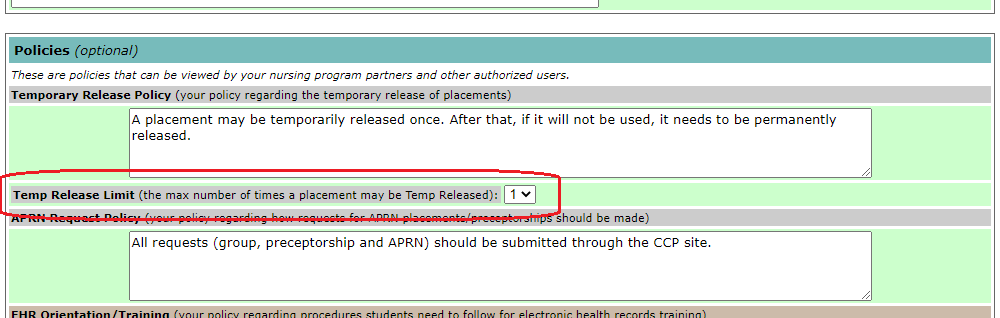 Policies (optional)
These are policies that can be viewed by your nursing program partners and other authorized users.
Temporary Release Policy (your policy regarding the temporary release of placements)
A placement may be temporarily released once. After that, if it will not be used, it needs to be permanently
released.
Temp Release Limit (the max number of times a placement may be Temp Released): 1
APRN Request Policy (your policy regarding how requests for APRN placements/preceptorships should be made)
All requests (group, preceptorship and APRN) should be submitted through the CCP site.
EHR Orientation/Training (your policy regarding procedures students need to follow for electronic health records training)